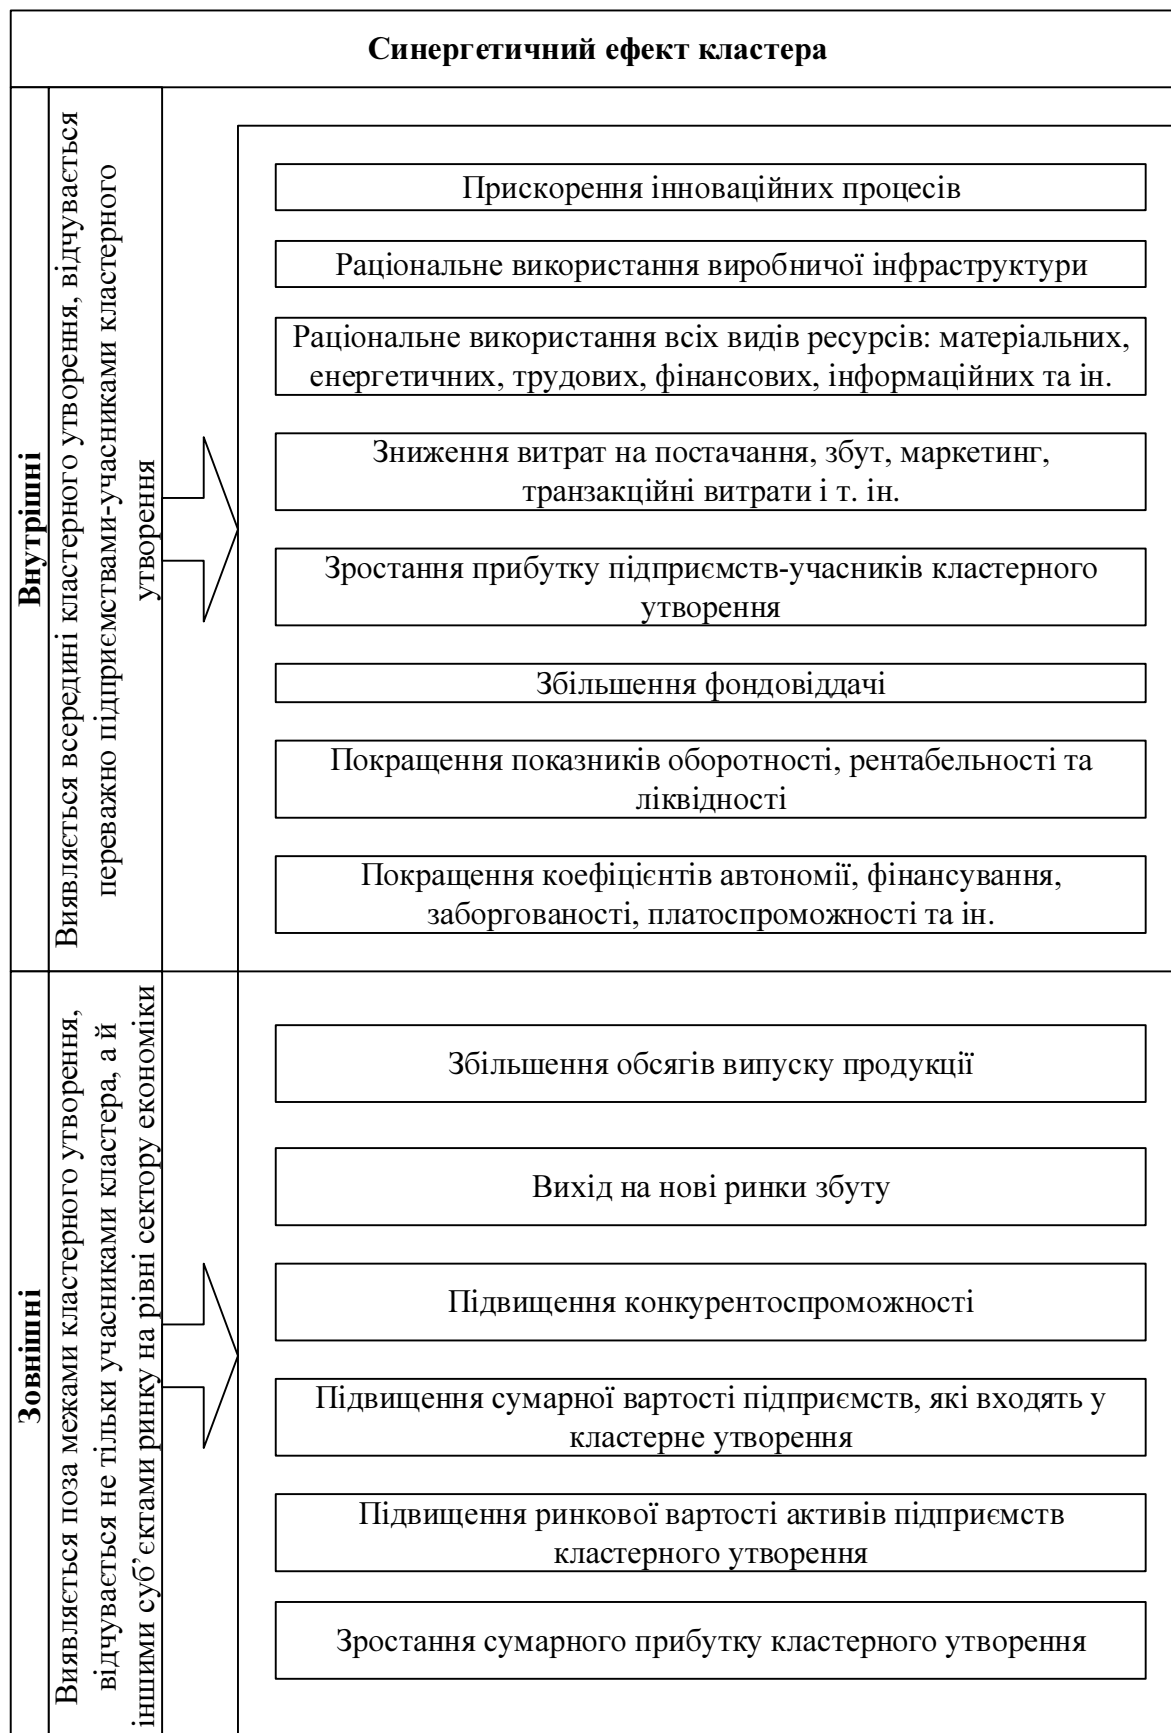 Синергетичний ефект кластера
Внутрішні
Виявляється всередині кластерного утворення, відчувається
переважно підприємствами-учасниками кластерного
утворення
Прискорення інноваційних процесів
Раціональне використання виробничої інфраструктури
Раціональне використання всіх видів ресурсів: матеріальних,
енергетичних, трудових, фінансових, інформаційних та ін.
Зниження витрат на постачання, збут, маркетинг,
транзакційні витрати і т. ін.
Зростання прибутку підприємств-учасників кластерного
утворення
Збільшення фондовіддачі
Покращення показників оборотності, рентабельності та
ліквідності
Покращення коефіцієнтів автономії, фінансування,
заборгованості, платоспроможності та ін.
Зовнішні
Виявляється поза межами кластерного утворення,
відчувається не тільки учасниками кластера, а й
іншими суб’єктами ринку на рівні сектору економіки
Збільшення обсягів випуску продукції
Вихід на нові ринки збуту
Підвищення конкурентоспроможності
Підвищення сумарної вартості підприємств, які входять у
кластерне утворення
Підвищення ринкової вартості активів підприємств
кластерного утворення
Зростання сумарного прибутку кластерного утворення